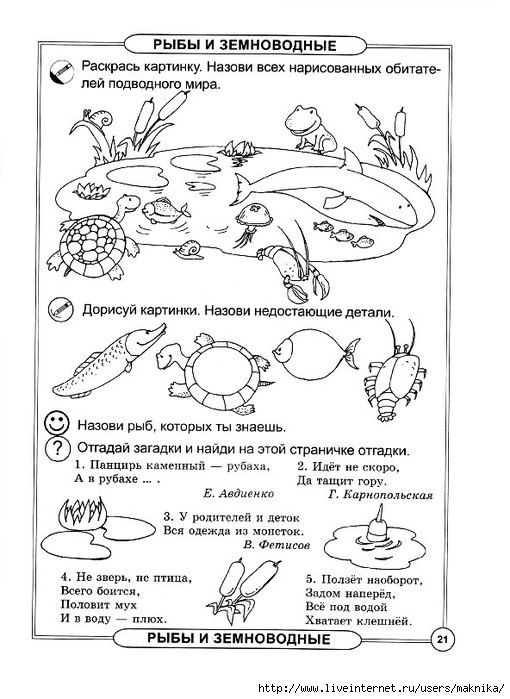 РЫБЫ И ЗЕМНОВОДНЫЕ
Раскрась картинку. Назови всех нарисованных обитате-
лей подводного мира.
Дорисуй картинки. Назови недостающие детали.
Назови рыб, которых ты знаешь.
? Отгадай загадки и найди на этой страничке отгадки.
1. Панцирь каменный — рубаха,
А в рубахе ... .
Е. Авдиенко
2. Идёт не скоро,
Да тащит гору.
Г. Карнопольская
3. У родителей и деток
Вся одежда из монеток.
В. Фетисов
4. Не зверь, не птица,
Всего боится,
Половит мух
И в воду — плюх.
5. Ползёт наоборот,
Задом наперёд,
Всё под водой
Хватает клешнёй.
РЫБЫ И ЗЕМНОВОДНЫЕ
21
http://www.liveinternet.ru/users/maknika/